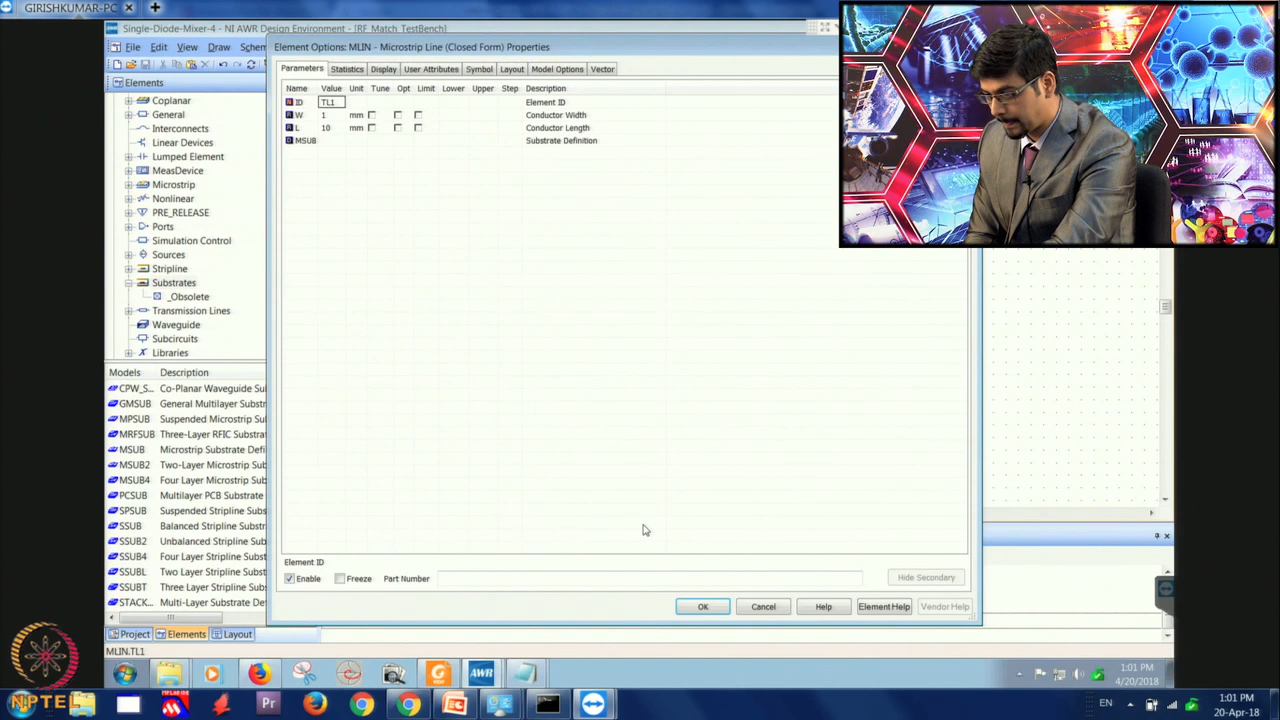 GIRISHKUMAR-PC
Single-Diode-Mixer-4 - NI AWR Design Environment - [RF Match TestBench]
File Edit View Draw Schem
Elements
Coplanar
General
Interconnects
Linear Devices
Lumped Element
MeasDevice
Microstrip
Nonlinear
PRE_RELEASE
Ports
Simulation Control
Sources
Stripline
Substrates
_Obsolete
Transmission Lines
Waveguide
Subcircuits
Libraries
Models Description
CPW_S... Co-Planar Waveguide Sul
GMSUB General Multilayer Substr
MPSUB Suspended Microstrip Su
MRFSUB Three-Layer RFIC Substra
MSUB Microstrip Substrate Defi
MSUB2 Two-Layer Microstrip Sub
MSUB4 Four Layer Microstrip Sub
PCSUB Multilayer PCB Substrate
SPSUB Suspended Stripline Subs
SSUB Balanced Stripline Substr
SSUB2 Unbalanced Stripline Sub
SSUB4 Four Layer Stripline Subst
SSUBL Two Layer Stripline Subst
SSUBT Three Layer Stripline Subs
STACK... Multi-Layer Substrate Def
Project Elements Layout
MLIN.TL1
Element Options: MLIN - Microstrip Line (Closed Form) Properties
Parameters Statistics Display User Attributes Symbol Layout Model Options Vector
Name Value Unit Tune Opt Limit Lower Upper Step Description
ID TL1 Element ID
W 1 mm Conductor Width
L 10 mm Conductor Length
MSUB Substrate Definition
Element ID
Enable Freeze Part Number Hide Secondary
OK Cancel Help Element Help Vendor Help
AWR
1:01 PM
4/20/2018
NPTEL
Pr
EN
1:01 PM
20-Apr-18